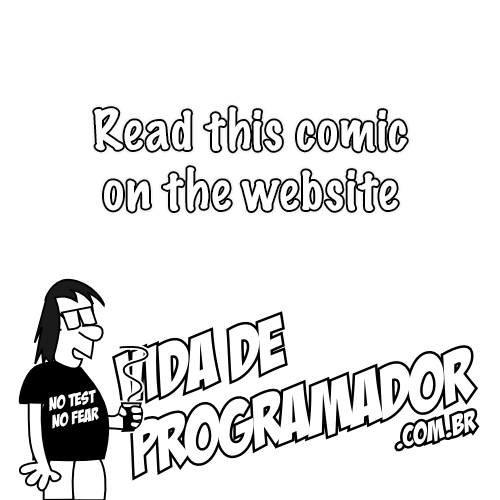 Read this comic
on the website
NO TEST
NO FEAR
VIDA DE
PROGRAMADOR
.COM.BR